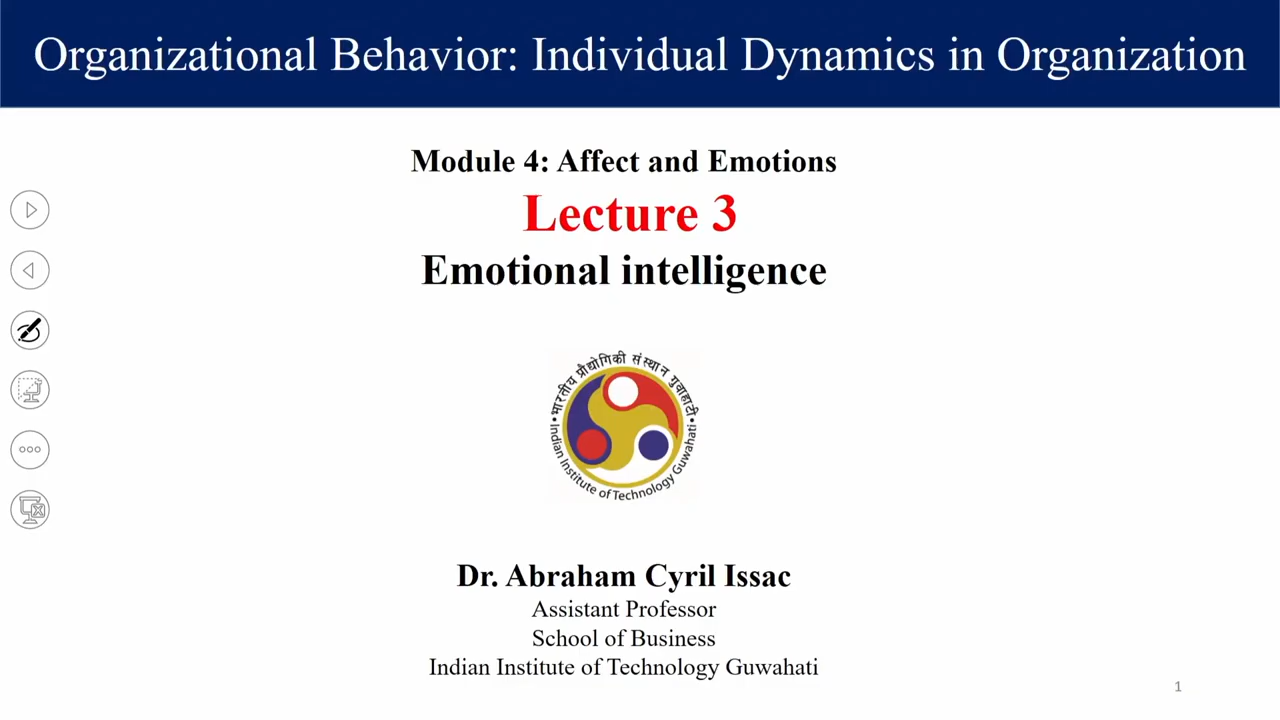 Organizational Behavior: Individual Dynamics in Organization
Module 4: Affect and Emotions
Lecture 3
Emotional intelligence
भारतीय प्रौद्योगिकी संस्थान गुवाहाटी
Indian Institute of Technology Guwahati
Dr. Abraham Cyril Issac
Assistant Professor
School of Business
Indian Institute of Technology Guwahati
1